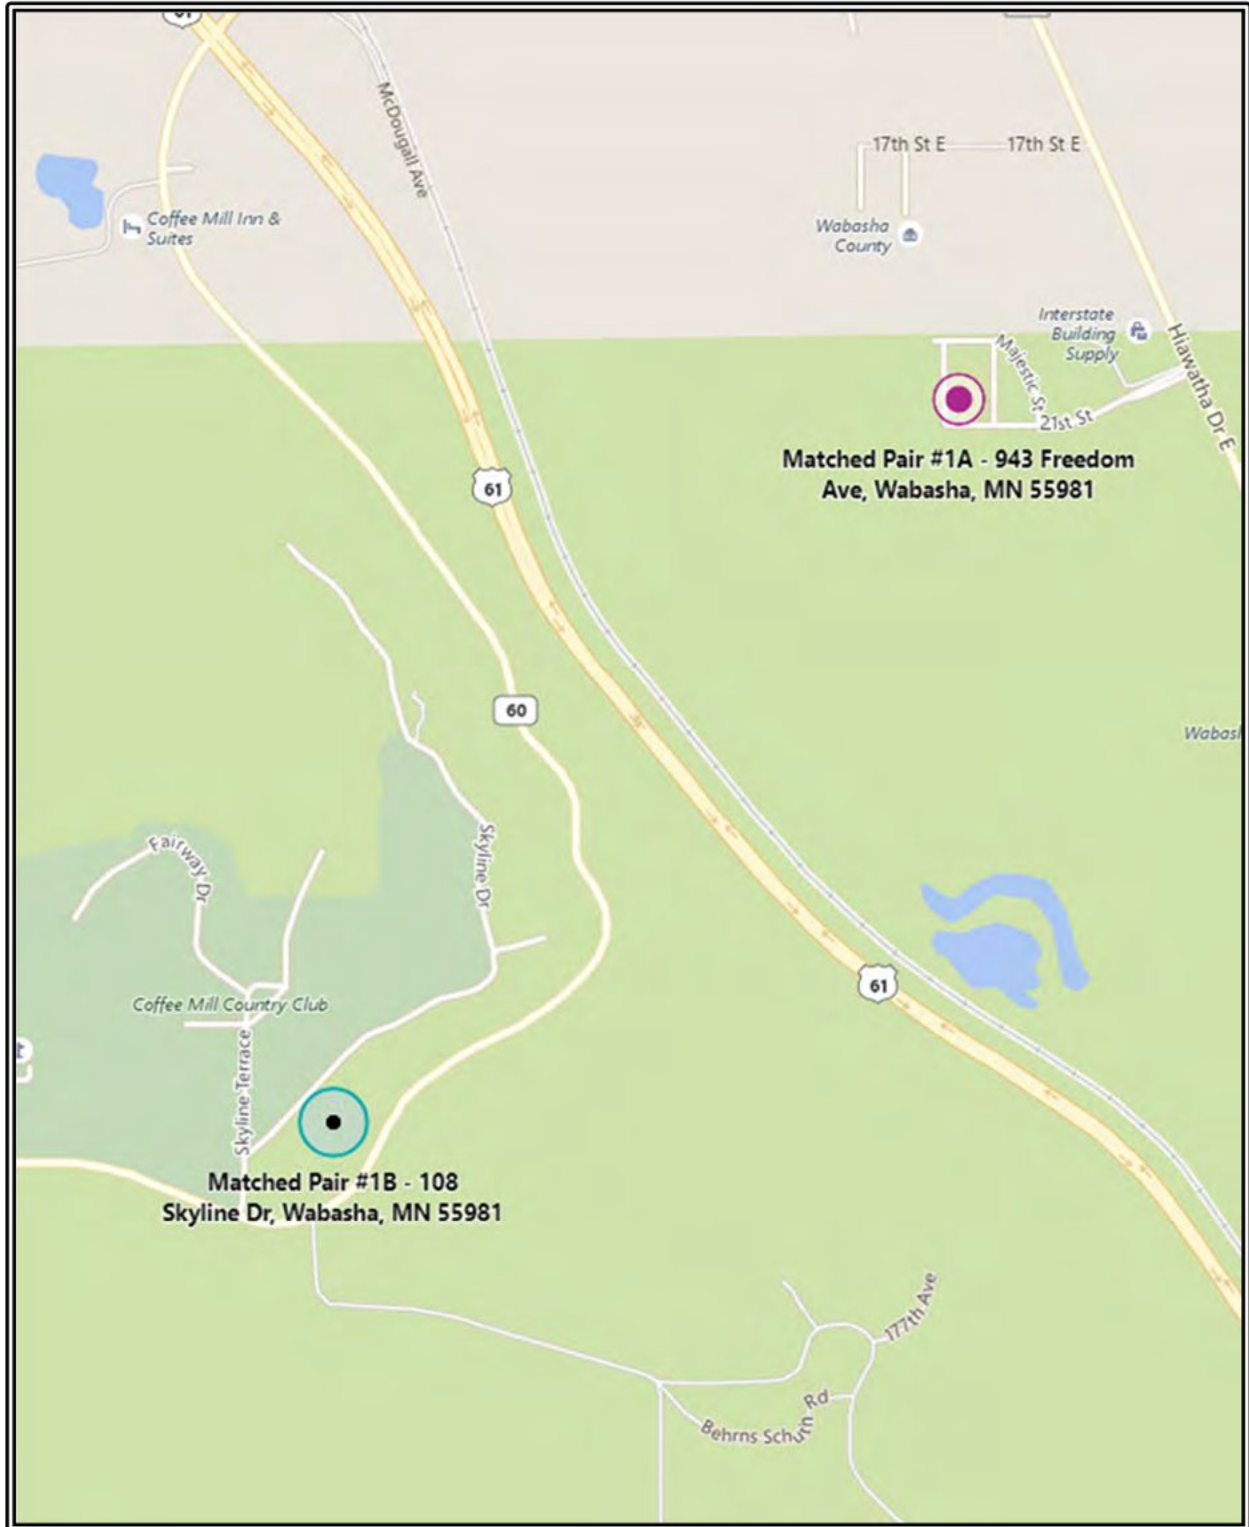 61
McDougall Ave
17th St E
17th St E
Coffee Mill Inn &
Suites
Wabasha
County
Interstate
Building
Supply
Hiawatha Dr E
Majestic St
21st St
Matched Pair #1A - 943 Freedom
Ave, Wabasha, MN 55981
61
60
Fairway Dr
Skyline Dr
Coffee Mill Country Club
61
Skyline Terrace
Matched Pair #1B - 108
Skyline Dr, Wabasha, MN 55981
177th Ave
Behrns Schuth Rd